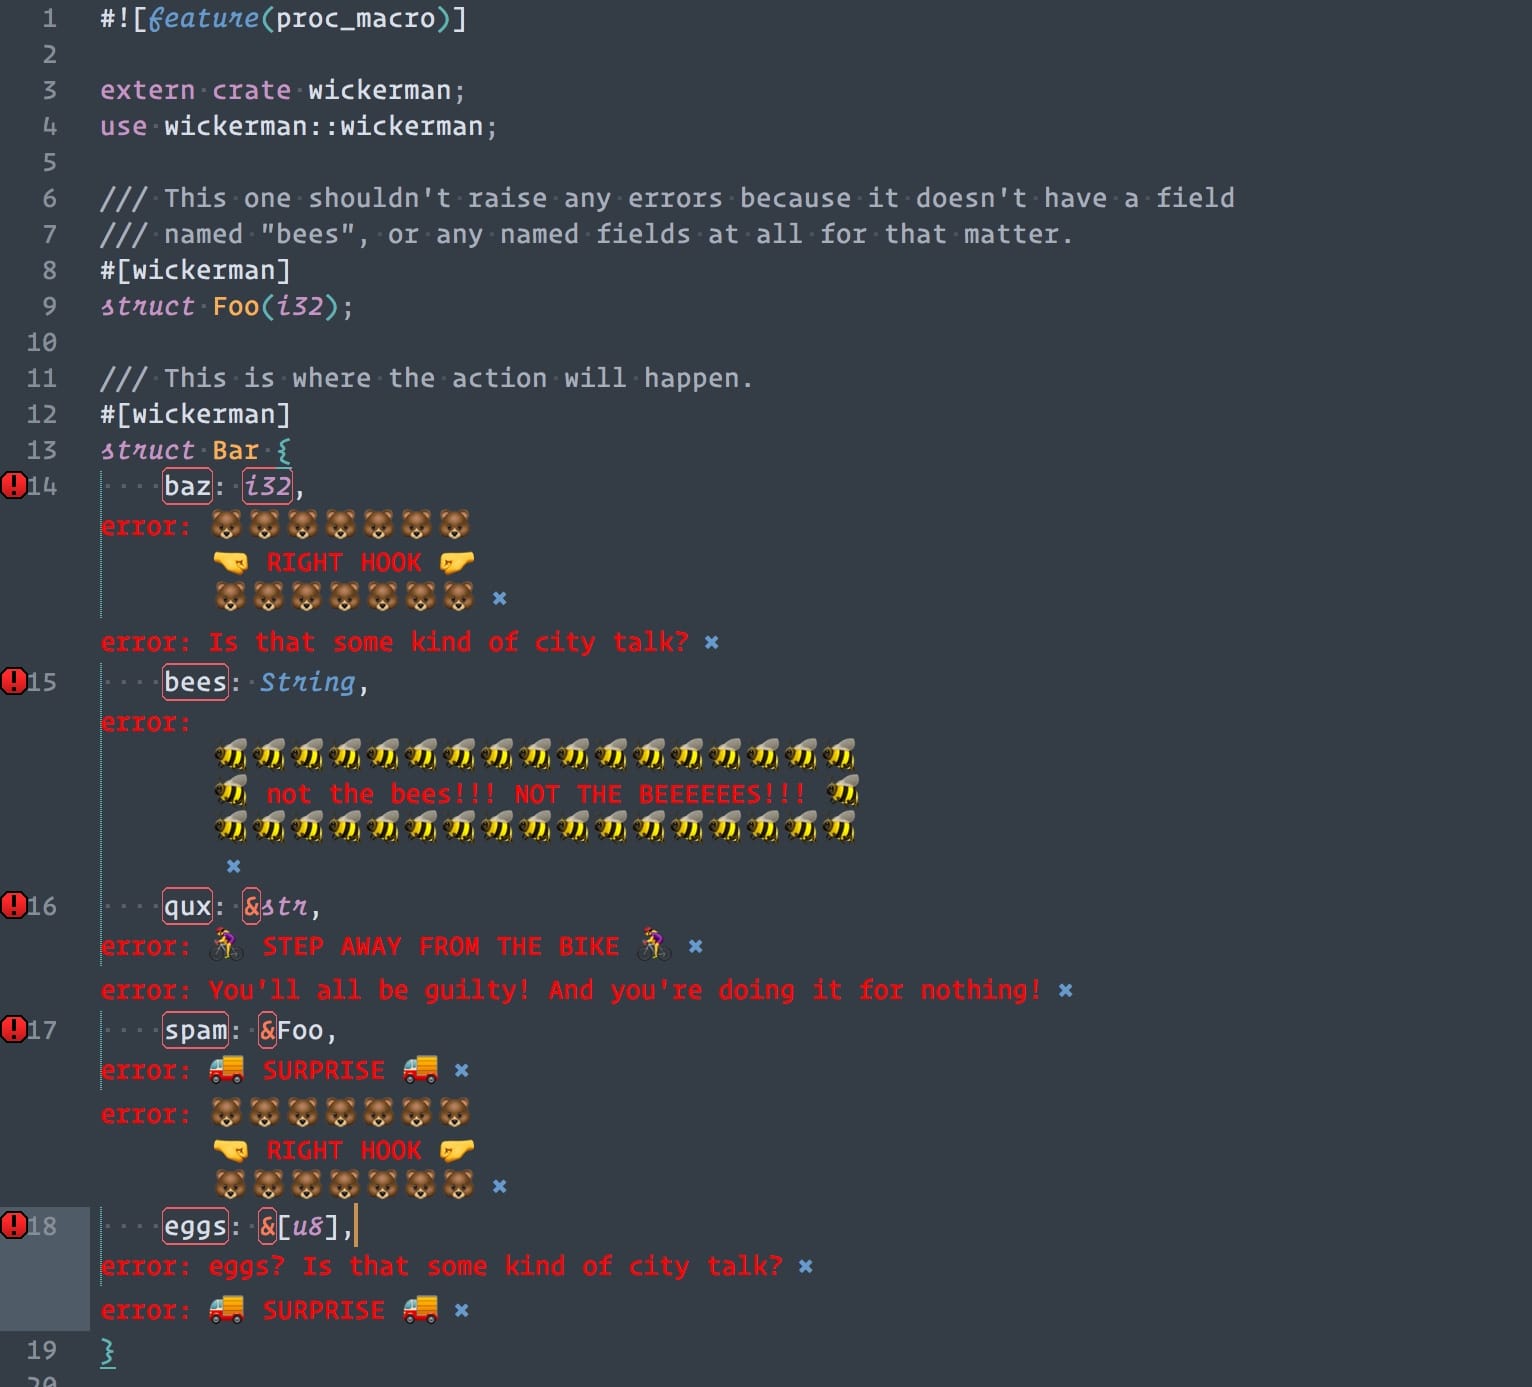 1 #![feature(proc_macro)]
2
3 extern crate wickerman;
4 use wickerman::wickerman;
5
6 /// This one shouldn't raise any errors because it doesn't have a field
7 /// named "bees", or any named fields at all for that matter.
8 #[wickerman]
9 struct Foo(i32);
10
11 /// This is where the action will happen.
12 #[wickerman]
13 struct Bar {
14 baz: i32,
error: 🐻🐻🐻🐻🐻🐻🐻
🤜 RIGHT HOOK 🤛
🐻🐻🐻🐻🐻🐻🐻 ✖
error: Is that some kind of city talk? ✖
15 bees: String,
error:
🐝🐝🐝🐝🐝🐝🐝🐝🐝🐝🐝🐝🐝🐝🐝🐝🐝
🐝 not the bees!!! NOT THE BEEEEEES!!! 🐝
🐝🐝🐝🐝🐝🐝🐝🐝🐝🐝🐝🐝🐝🐝🐝🐝🐝
✖
16 qux: &str,
error: 🚴 STEP AWAY FROM THE BIKE 🚴 ✖
error: You'll all be guilty! And you're doing it for nothing! ✖
17 spam: &Foo,
error: 🚚 SURPRISE 🚚 ✖
error: 🐻🐻🐻🐻🐻🐻🐻
🤜 RIGHT HOOK 🤛
🐻🐻🐻🐻🐻🐻🐻 ✖
18 eggs: &[u8],
error: eggs? Is that some kind of city talk? ✖
error: 🚚 SURPRISE 🚚 ✖
19 }
20